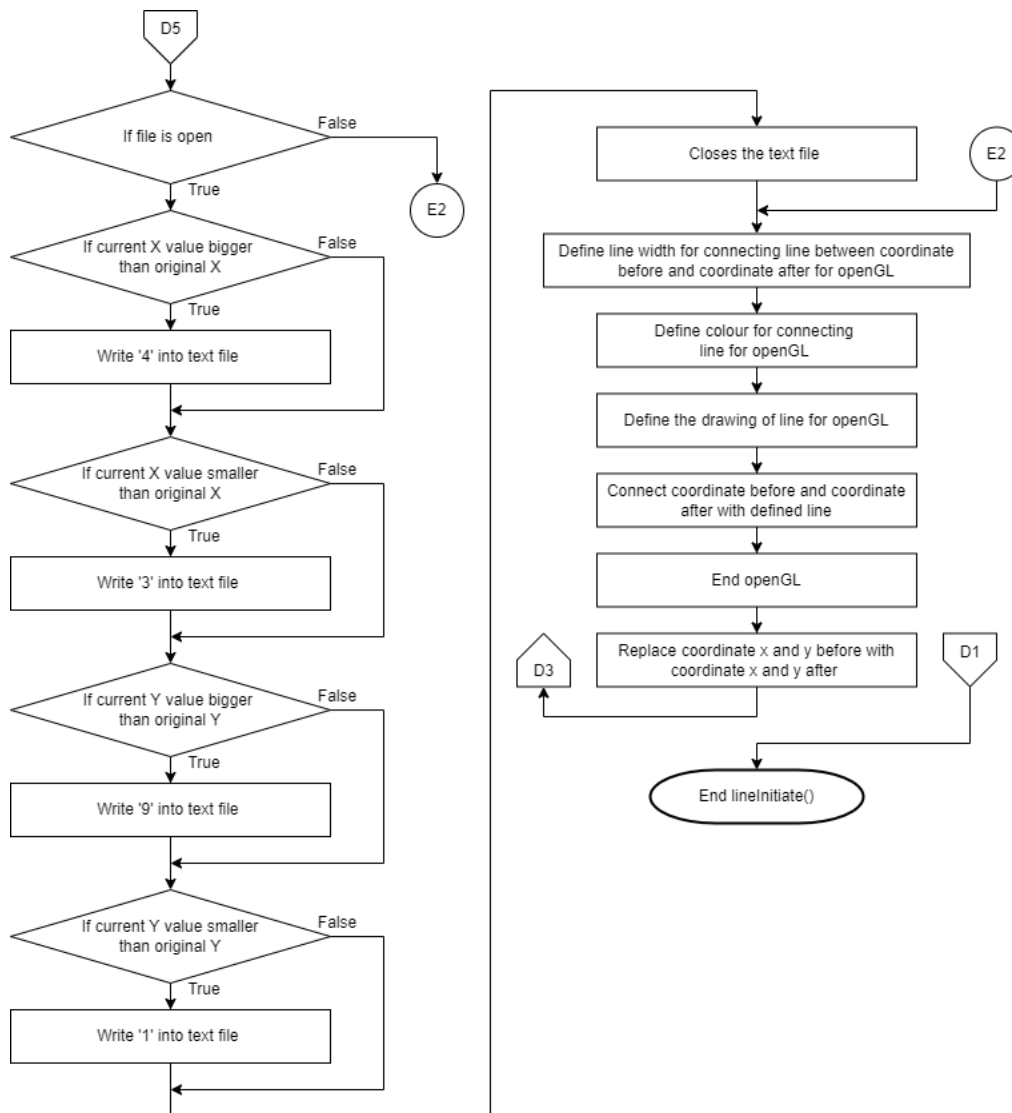 D5
If file is open
False
True
E2
If current X value bigger
than original X
False
True
Write '4' into text file
If current X value smaller
than original X
False
True
Write '3' into text file
If current Y value bigger
than original Y
False
True
Write '9' into text file
If current Y value smaller
than original Y
False
True
Write '1' into text file
Closes the text file
E2
Define line width for connecting line between coordinate
before and coordinate after for openGL
Define colour for connecting
line for openGL
Define the drawing of line for openGL
Connect coordinate before and coordinate
after with defined line
End openGL
Replace coordinate x and y before with
coordinate x and y after
D3
D1
End lineInitiate()